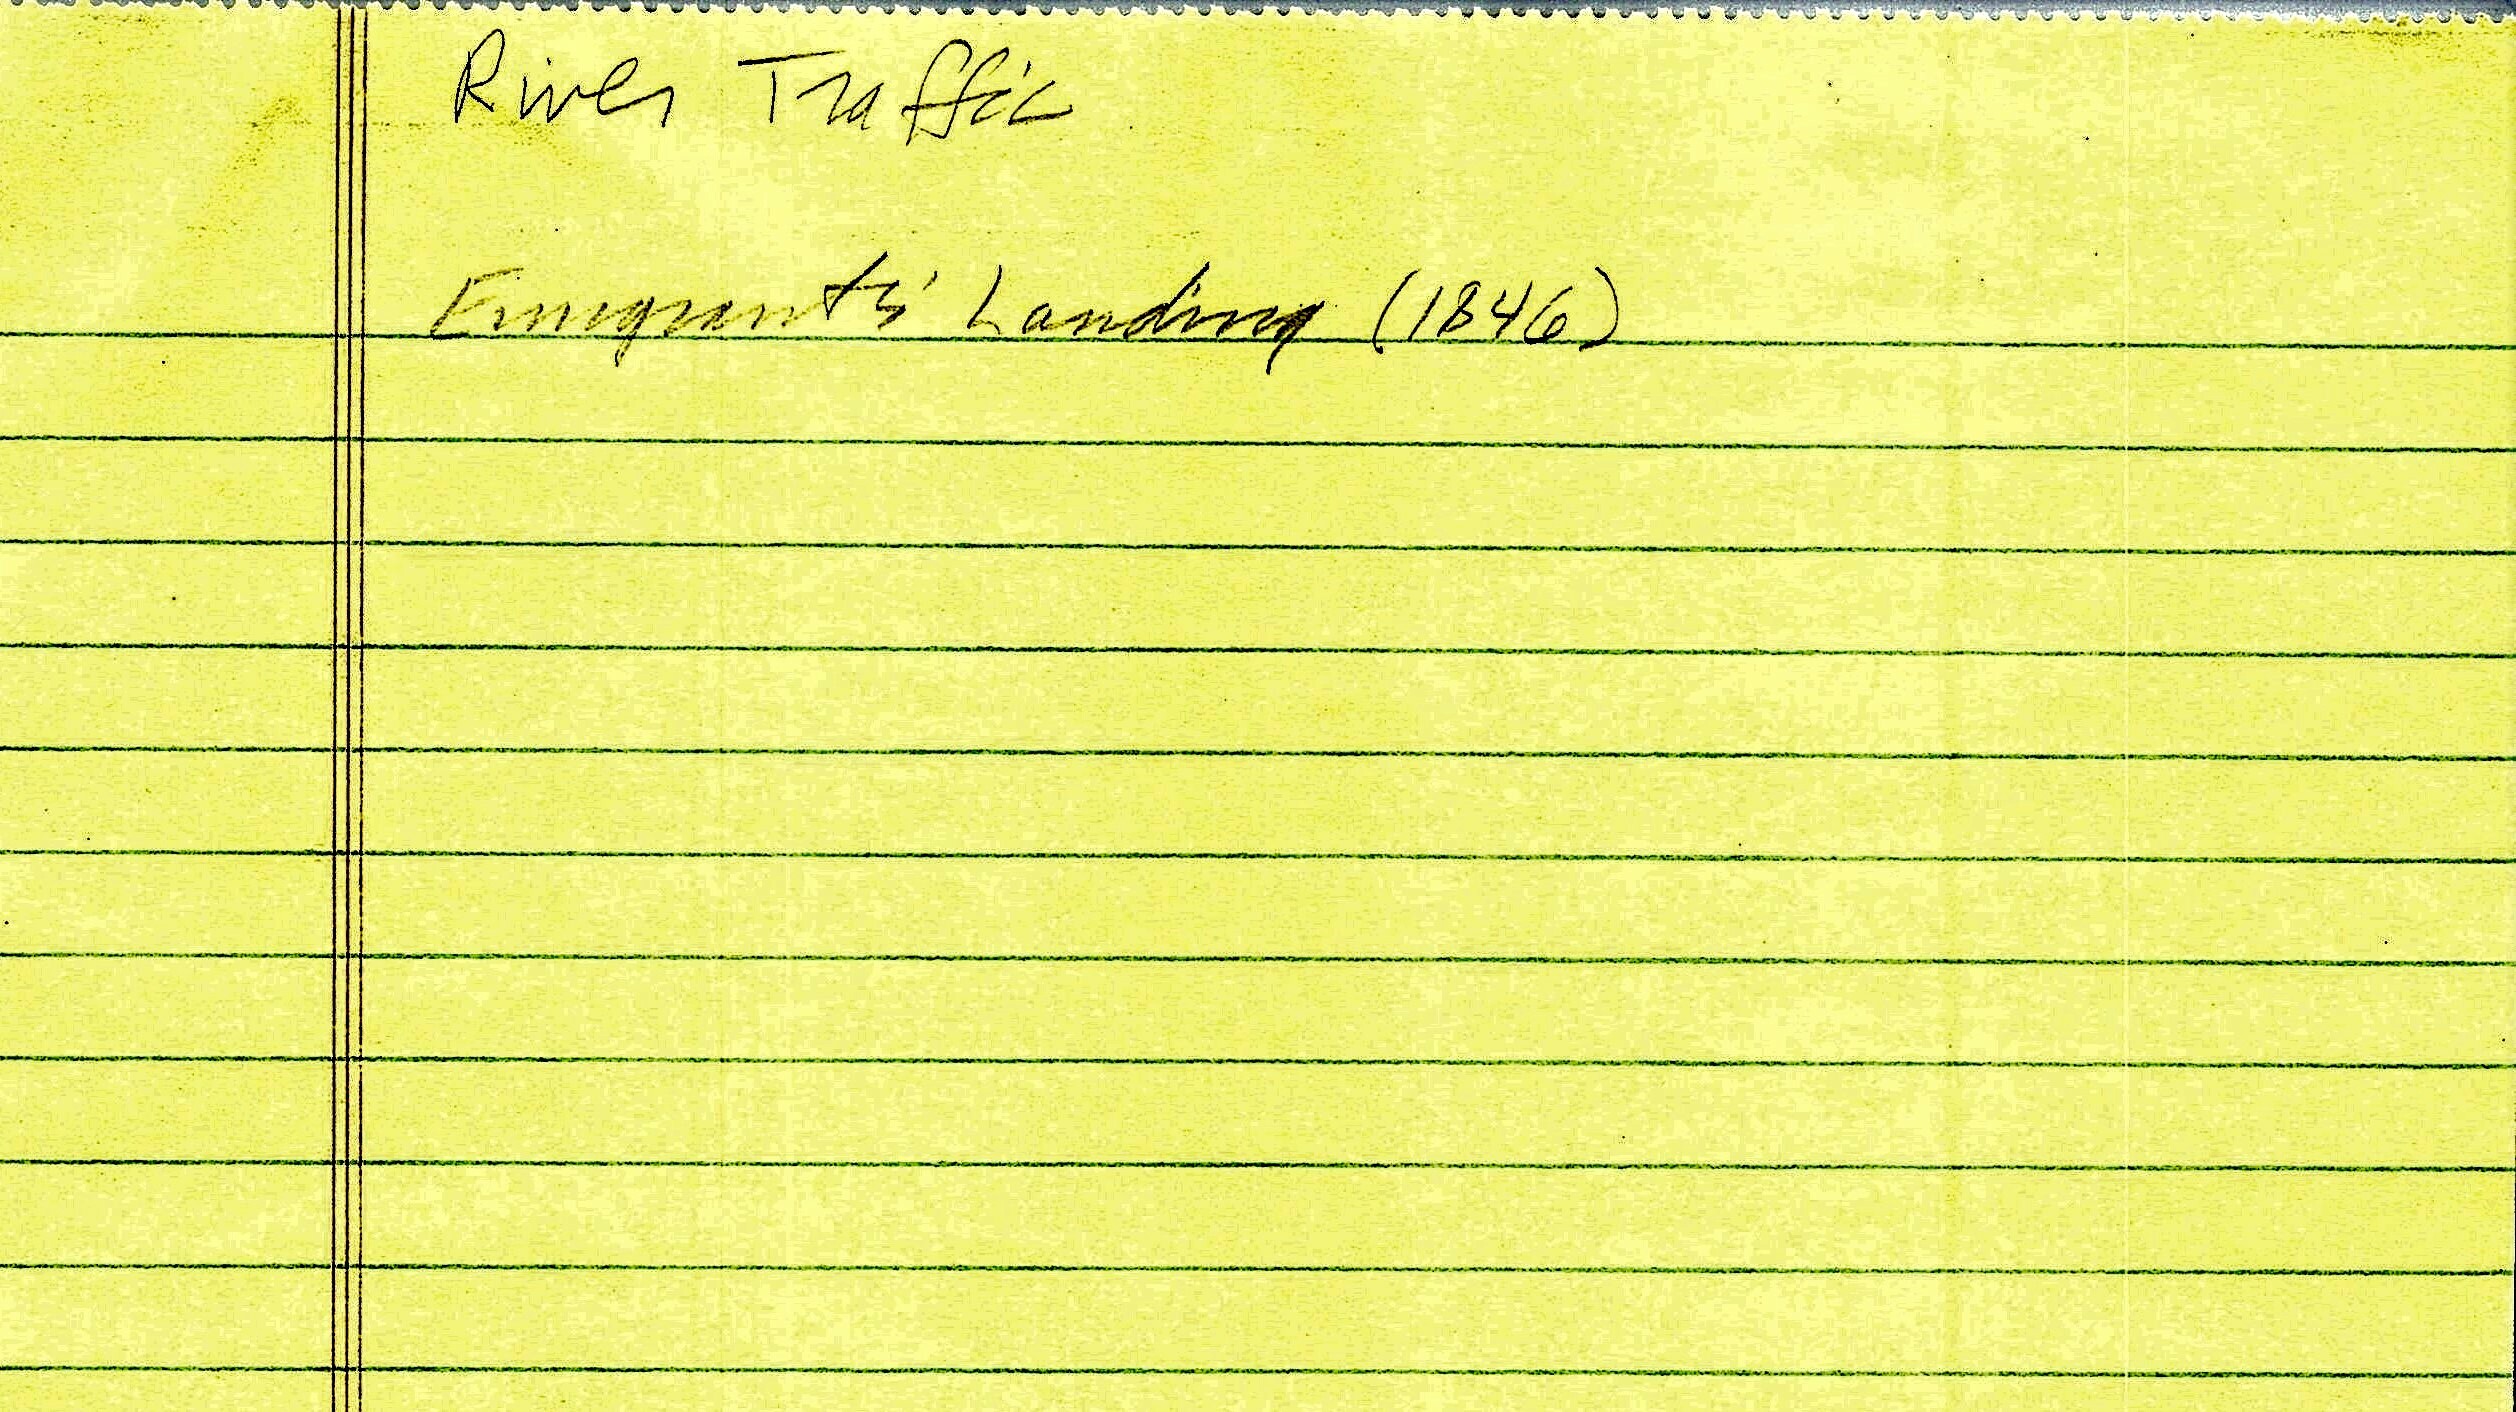 River Traffic
Emigrants' Landing (1846)